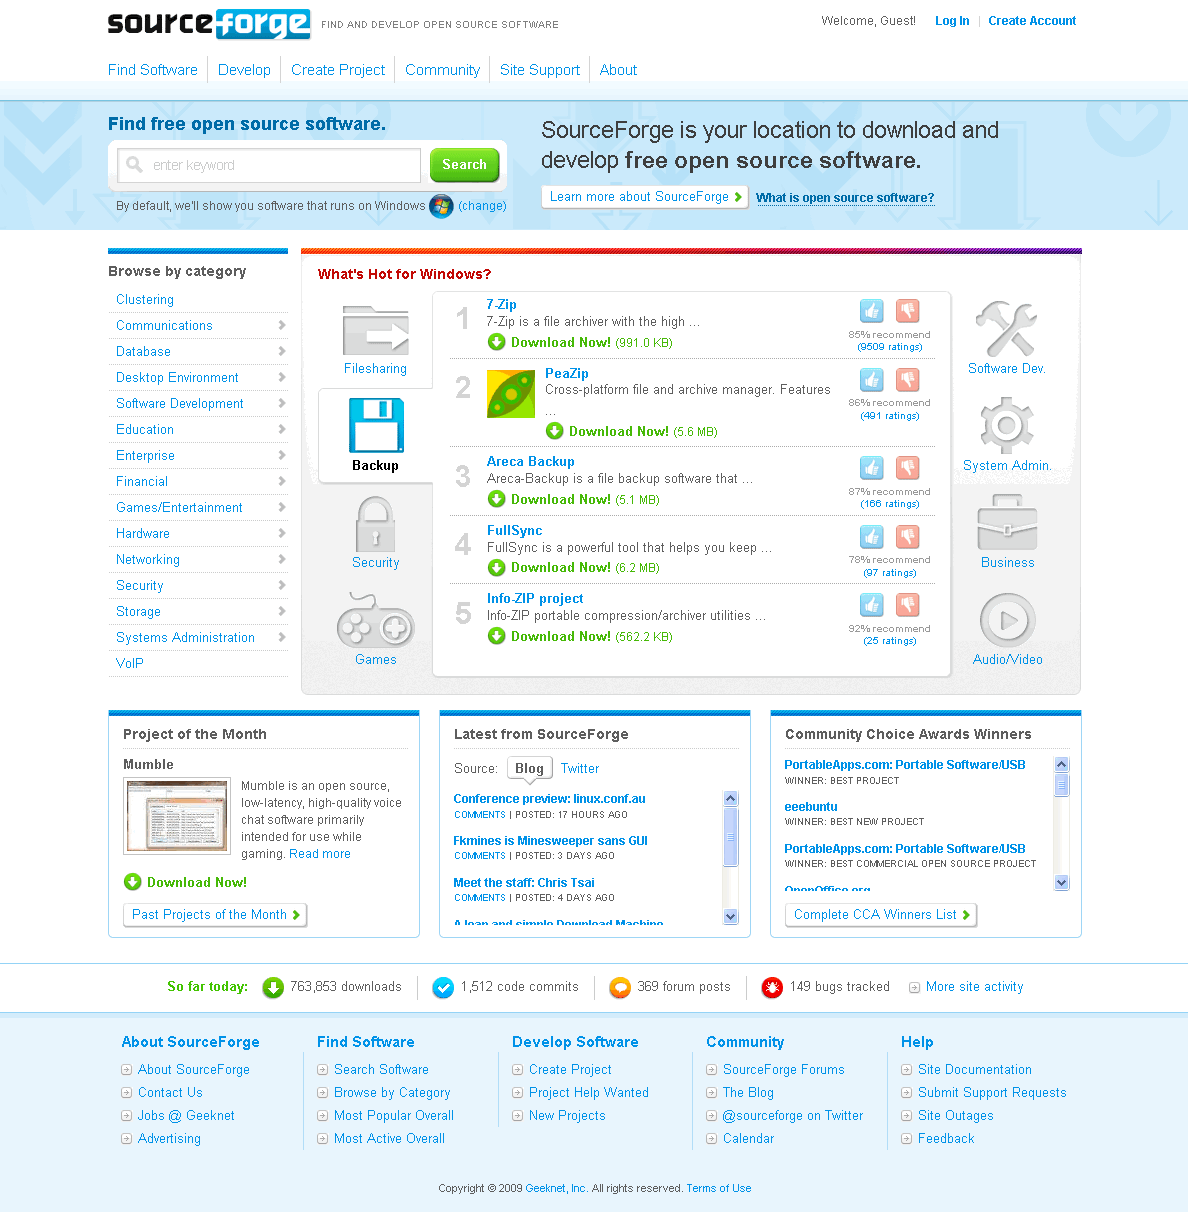 sourceforge FIND AND DEVELOP OPEN SOURCE SOFTWARE
Welcome, Guest! Log In | Create Account
Find Software Develop Create Project Community Site Support About
Find free open source software.
enter keyword
Search
By default, we'll show you software that runs on Windows (change)
SourceForge is your location to download and
develop free open source software.
Learn more about SourceForge
What is open source software?
Browse by category
Clustering
Communications
Database
Desktop Environment
Software Development
Education
Enterprise
Financial
Games/Entertainment
Hardware
Networking
Security
Storage
Systems Administration
VoIP
What's Hot for Windows?
Filesharing
Backup
Security
Games
1
7-Zip
7-Zip is a file archiver with the high ...
Download Now! (991.0 KB)
85% recommend
(9509 ratings)
2
PeaZip
Cross-platform file and archive manager. Features
...
Download Now! (5.6 MB)
86% recommend
(491 ratings)
3
Areca Backup
Areca-Backup is a file backup software that ...
Download Now! (5.1 MB)
87% recommend
(166 ratings)
4
FullSync
FullSync is a powerful tool that helps you keep ...
Download Now! (6.2 MB)
78% recommend
(97 ratings)
5
Info-ZIP project
Info-ZIP portable compression/archiver utilities ...
Download Now! (562.2 KB)
92% recommend
(25 ratings)
Software Dev.
System Admin.
Business
Audio/Video
Project of the Month
Mumble
Mumble is an open source,
low-latency, high-quality voice
chat software primarily
intended for use while
gaming. Read more
Download Now!
Past Projects of the Month
Latest from SourceForge
Source: Blog Twitter
Conference preview: linux.conf.au
COMMENTS | POSTED: 17 HOURS AGO
Fkmines is Minesweeper sans GUI
COMMENTS | POSTED: 3 DAYS AGO
Meet the staff: Chris Tsai
COMMENTS | POSTED: 4 DAYS AGO
and simple Download Machine
Community Choice Awards Winners
PortableApps.com: Portable Software/USB
WINNER: BEST PROJECT
eeebuntu
WINNER: BEST NEW PROJECT
PortableApps.com: Portable Software/USB
WINNER: BEST COMMERCIAL OPEN SOURCE PROJECT
OpenOffice.org
Complete CCA Winners List
So far today: 763,853 downloads 1,512 code commits 369 forum posts 149 bugs tracked More site activity
About SourceForge
About SourceForge
Contact Us
Jobs @ Geeknet
Advertising
Find Software
Search Software
Browse by Category
Most Popular Overall
Most Active Overall
Develop Software
Create Project
Project Help Wanted
New Projects
Community
SourceForge Forums
The Blog
@sourceforge on Twitter
Calendar
Help
Site Documentation
Submit Support Requests
Site Outages
Feedback
Copyright © 2009 Geeknet, Inc. All rights reserved. Terms of Use